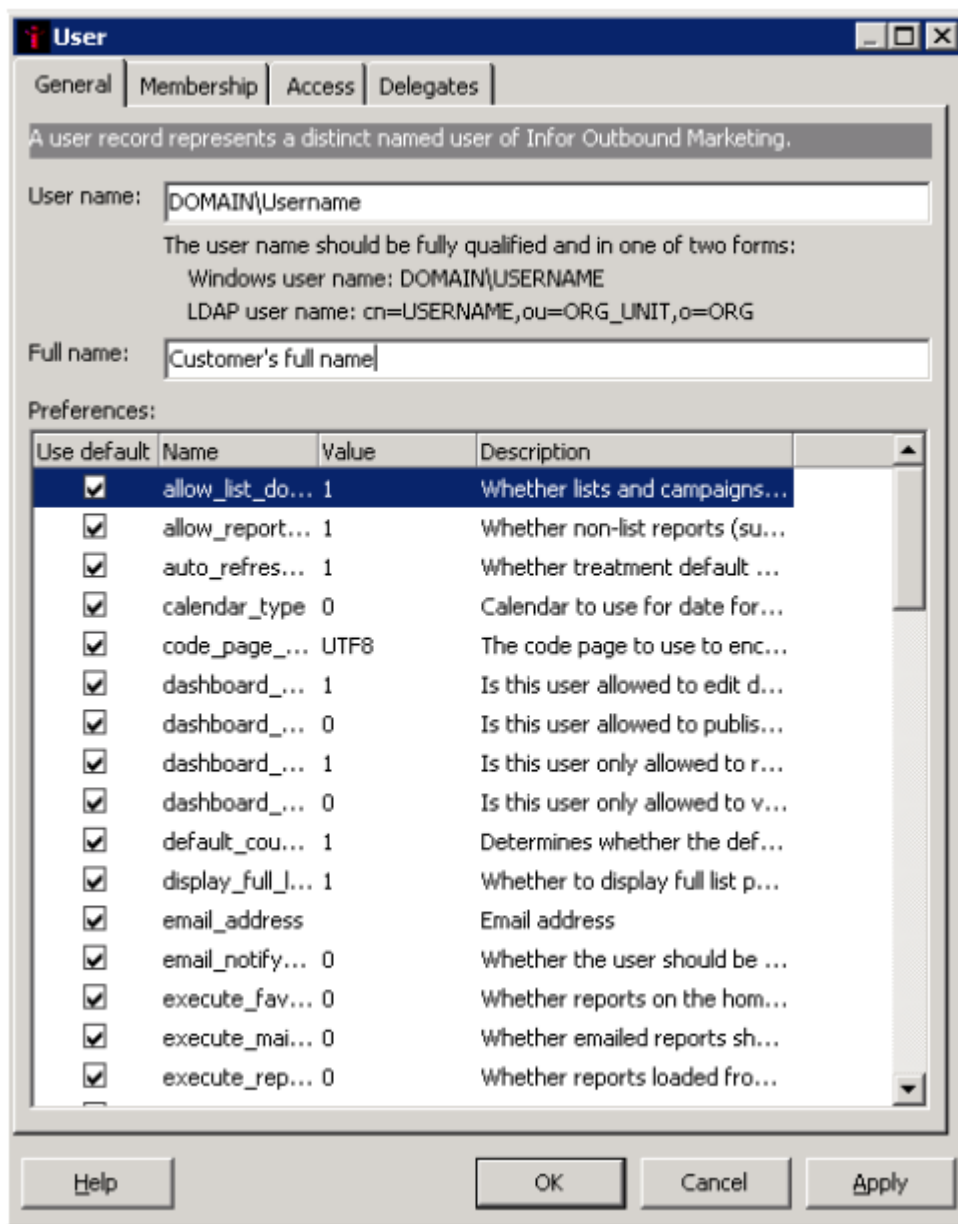 User
General Membership Access Delegates
A user record represents a distinct named user of Infor Outbound Marketing.
User name: DOMAIN\Username
The user name should be fully qualified and in one of two forms:
Windows user name: DOMAIN\USERNAME
LDAP user name: cn=USERNAME,ou=ORG_UNIT,o=ORG
Full name: Customer's full name
Preferences:
Use default Name Value Description
allow_list_do... 1 Whether lists and campaigns...
allow_report... 1 Whether non-list reports (su...
auto_refres... 1 Whether treatment default ...
calendar_type 0 Calendar to use for date for...
code_page_... UTF8 The code page to use to enc...
dashboard_... 1 Is this user allowed to edit d...
dashboard_... 0 Is this user allowed to publis...
dashboard_... 1 Is this user only allowed to r...
dashboard_... 0 Is this user only allowed to v...
default_cou... 1 Determines whether the def...
display_full_l... 1 Whether to display full list p...
email_address Email address
email_notify... 0 Whether the user should be ...
execute_fav... 0 Whether reports on the hom...
execute_mai... 0 Whether emailed reports sh...
execute_rep... 0 Whether reports loaded fro...
Help OK Cancel Apply